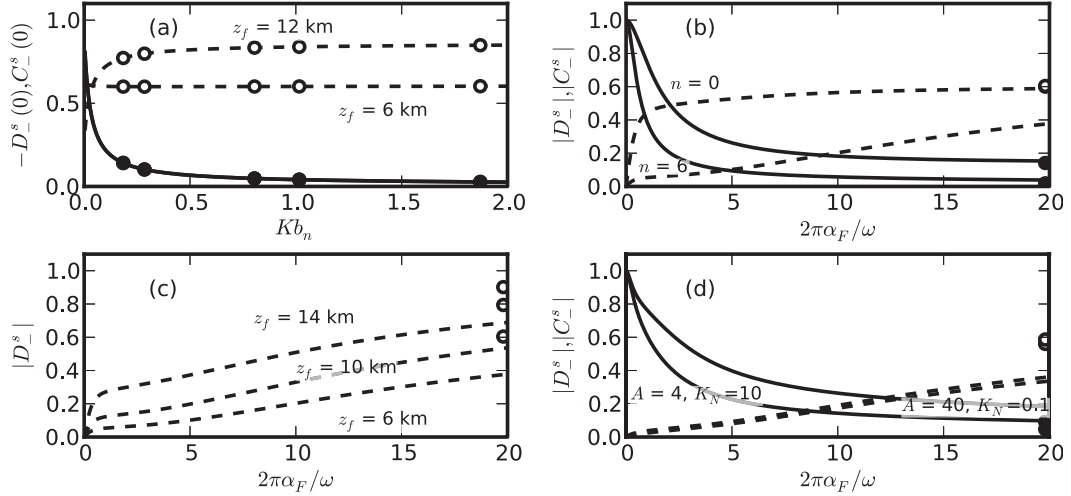 (a)
z_f = 12 km
z_f = 6 km
−D^s_−(0), C^s_−(0)
1.0
0.5
0.0
0.0 0.5 1.0 1.5 2.0
Kb_n
(b)
n = 0
n = 6
|D^s_−|,|C^s_−|
1.0
0.8
0.6
0.4
0.2
0.0
0 5 10 15 20
2πα_F/ω
(c)
z_f = 14 km
z_f = 10 km
z_f = 6 km
|D^s_−|
1.0
0.8
0.6
0.4
0.2
0.0
0 5 10 15 20
2πα_F/ω
(d)
A = 4, K_N=10
A = 40, K_N=0.1
|D^s_−|,|C^s_−|
1.0
0.8
0.6
0.4
0.2
0.0
0 5 10 15 20
2πα_F/ω